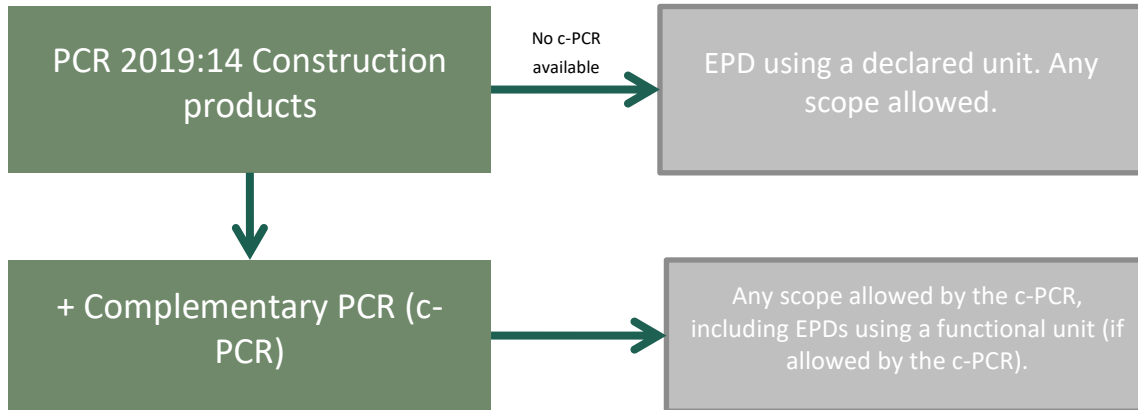 PCR 2019:14 Construction
products
No c-PCR
available
EPD using a declared unit. Any
scope allowed.
+ Complementary PCR (c-
PCR)
Any scope allowed by the c-PCR,
including EPDs using a functional unit (if
allowed by the c-PCR).